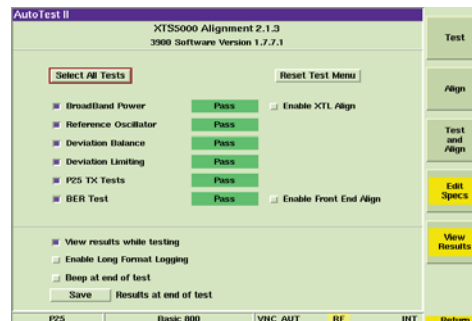 AutoTest II
XTS5000 Alignment 2.1.3
3900 Software Version 1.7.7.1
Select All Tests
Reset Test Menu
BroadBand Power Pass Enable XTL Align
Reference Oscillator Pass
Deviation Balance Pass
Deviation Limiting Pass
P25 TX Tests Pass
BER Test Pass Enable Front End Align
View results while testing
Enable Long Format Logging
Beep at end of test
Save Results at end of test
P25 Basic 800 VNC AUT RF INT
Test
Align
Test
and
Align
Edit
Specs
View
Results
Return